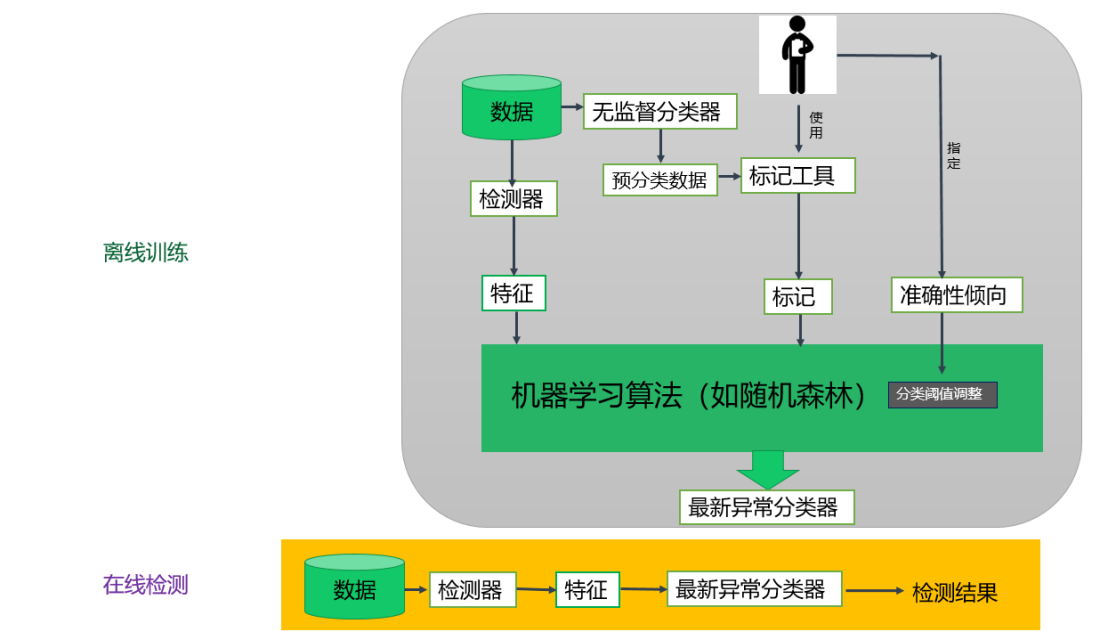 数据
无监督分类器
使用
标记工具
预分类数据
检测器
指定
离线训练
特征
标记
准确性倾向
机器学习算法（如随机森林）
分类阈值调整
最新异常分类器
在线检测
数据
检测器
特征
最新异常分类器
检测结果